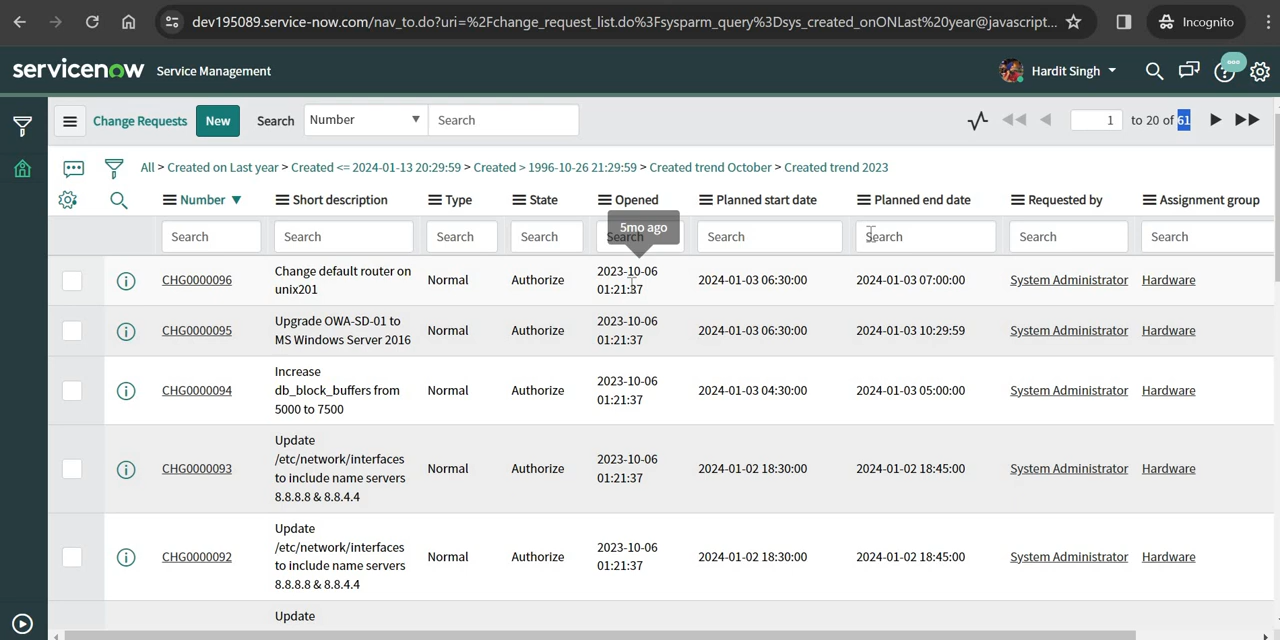 dev195089.service-now.com/nav_to.do?uri=%2Fchange_request_list.do%3Fsysparm_query%3Dsys_created_onONLast%20year@javascript... Incognito
servicenow Service Management Hardit Singh
Change Requests New Search Number Search 1 to 20 of 61
All > Created on Last year > Created <= 2024-01-13 20:29:59 > Created > 1996-10-26 21:29:59 > Created trend October > Created trend 2023
Number Short description Type State Opened Planned start date Planned end date Requested by Assignment group
5mo ago
Search Search Search Search Search Search Search Search Search
CHG0000096 Change default router on unix201 Normal Authorize 2023-10-06 01:21:37 2024-01-03 06:30:00 2024-01-03 07:00:00 System Administrator Hardware
CHG0000095 Upgrade OWA-SD-01 to MS Windows Server 2016 Normal Authorize 2023-10-06 01:21:37 2024-01-03 06:30:00 2024-01-03 10:29:59 System Administrator Hardware
CHG0000094 Increase db_block_buffers from 5000 to 7500 Normal Authorize 2023-10-06 01:21:37 2024-01-03 04:30:00 2024-01-03 05:00:00 System Administrator Hardware
CHG0000093 Update /etc/network/interfaces to include name servers 8.8.8.8 & 8.8.4.4 Normal Authorize 2023-10-06 01:21:37 2024-01-02 18:30:00 2024-01-02 18:45:00 System Administrator Hardware
CHG0000092 Update /etc/network/interfaces to include name servers 8.8.8.8 & 8.8.4.4 Normal Authorize 2023-10-06 01:21:37 2024-01-02 18:30:00 2024-01-02 18:45:00 System Administrator Hardware
Update